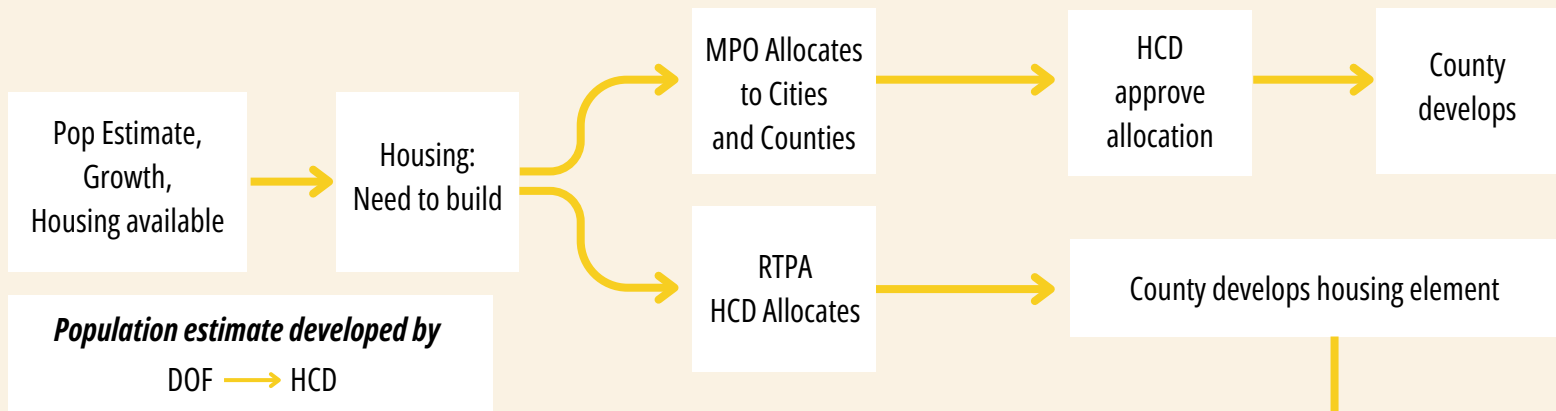 Pop Estimate,
Growth,
Housing available
Housing:
Need to build
MPO Allocates
to Cities
and Counties
HCD
approve
allocation
County
develops
RTPA
HCD Allocates
County develops housing element
Population estimate developed by
DOF
HCD